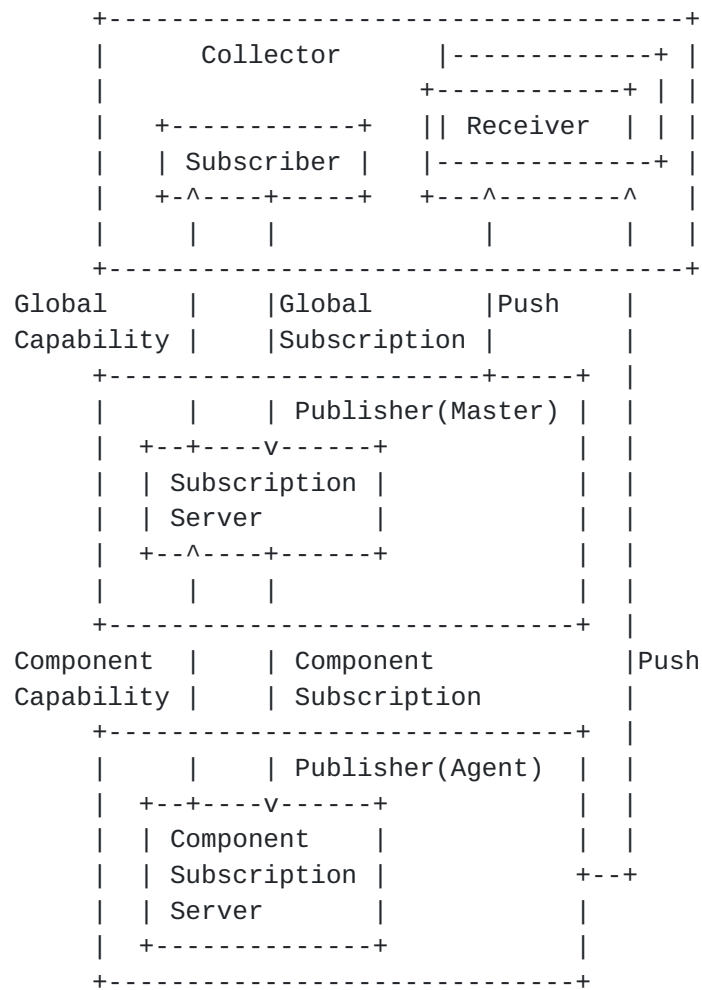 Collector
Receiver
Subscriber
Global Global Push
Capability Subscription
Publisher(Master)
Subscription
Server
Component Component Push
Capability Subscription
Publisher(Agent)
Component
Subscription
Server